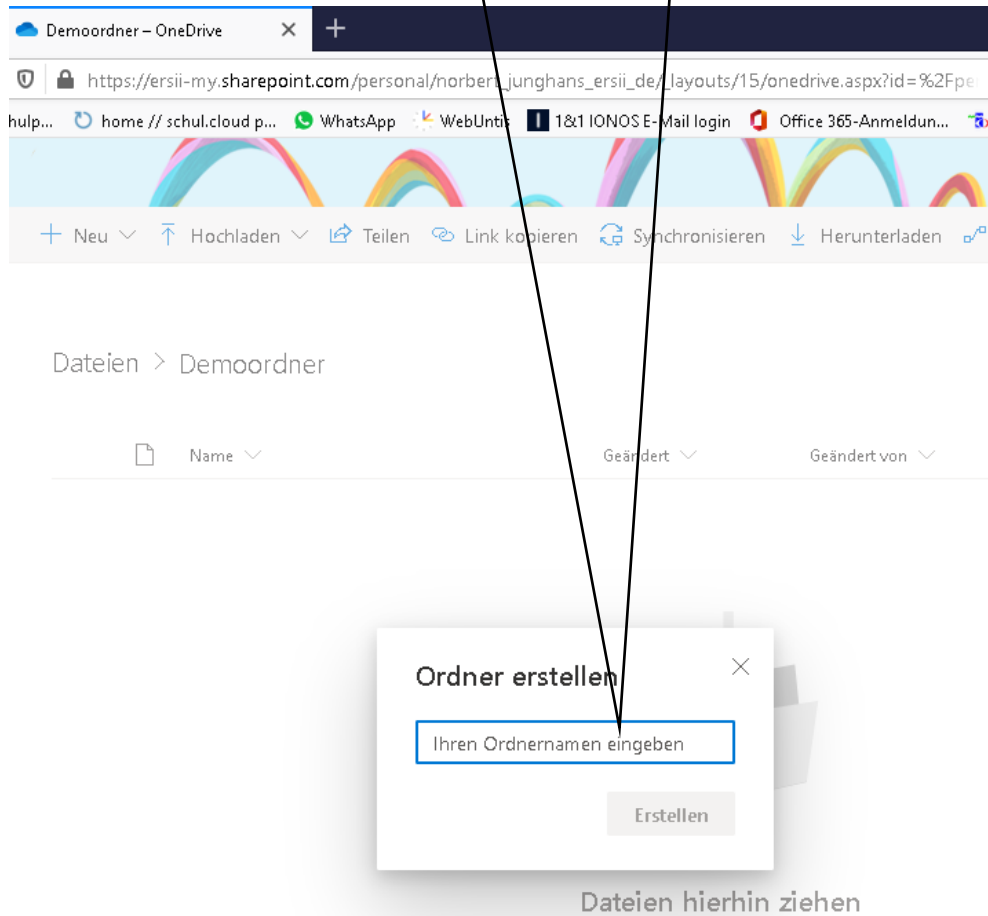 Demoordner – OneDrive
https://ersii-my.sharepoint.com/personal/norbert_junghans_ersii_de/_layouts/15/onedrive.aspx?id=%2Fpe
hulp... home // schul.cloud p... WhatsApp WebUntis 1&1 IONOS E-Mail login Office 365-Anmeldun...
Neu Hochladen Teilen Link kopieren Synchronisieren Herunterladen
Dateien > Demoordner
Name Geändert Geändert von
Ordner erstellen
Ihren Ordnernamen eingeben
Erstellen
Dateien hierhin ziehen